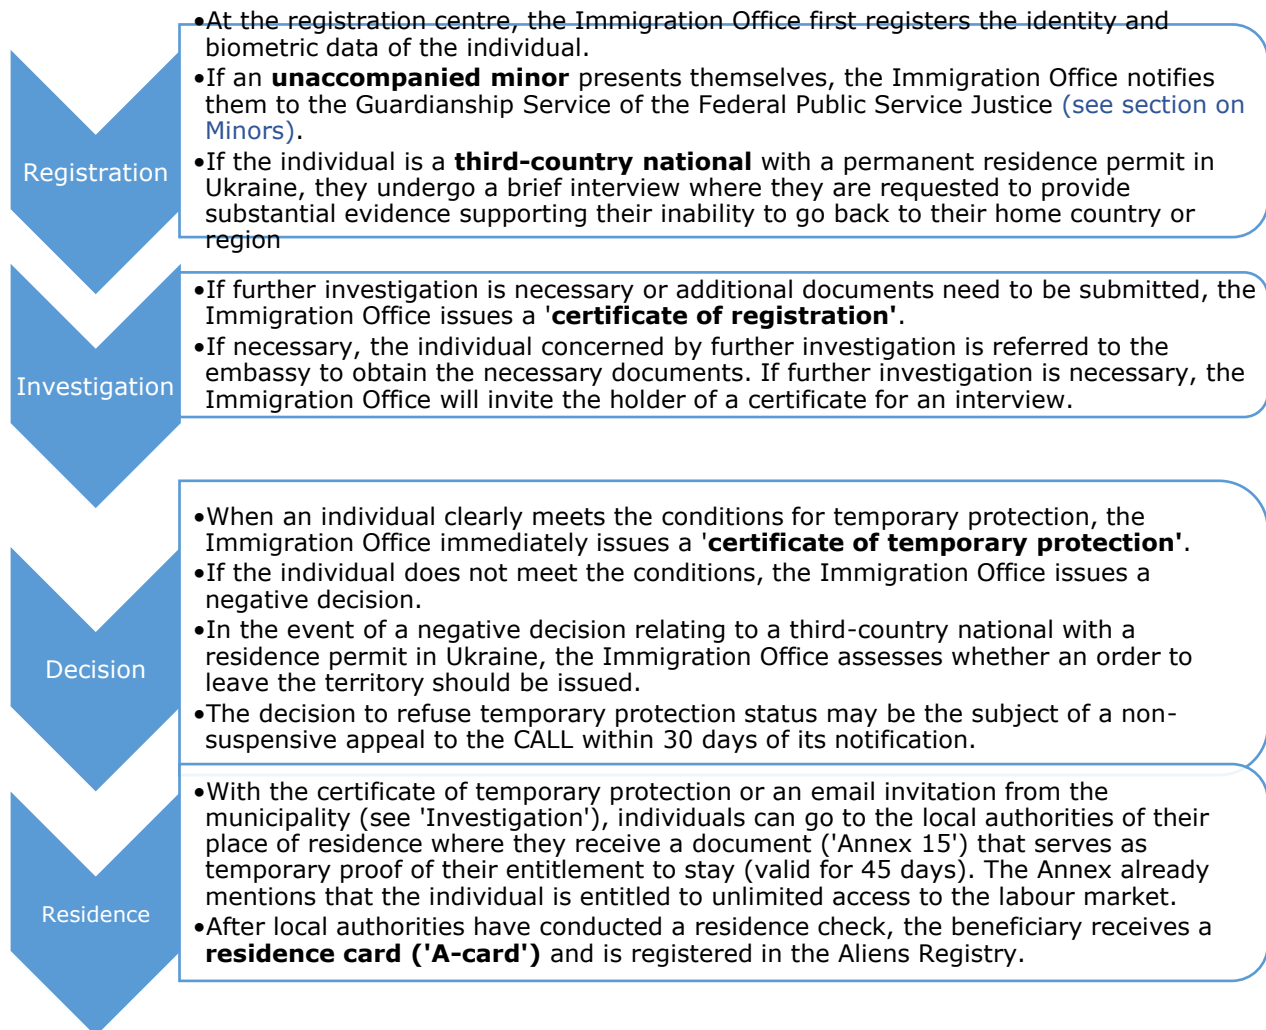 Registration
•At the registration centre, the Immigration Office first registers the identity and
biometric data of the individual.
•If an unaccompanied minor presents themselves, the Immigration Office notifies
them to the Guardianship Service of the Federal Public Service Justice (see section on
Minors).
•If the individual is a third-country national with a permanent residence permit in
Ukraine, they undergo a brief interview where they are requested to provide
substantial evidence supporting their inability to go back to their home country or
region
Investigation
•If further investigation is necessary or additional documents need to be submitted, the
Immigration Office issues a 'certificate of registration'.
•If necessary, the individual concerned by further investigation is referred to the
embassy to obtain the necessary documents. If further investigation is necessary, the
Immigration Office will invite the holder of a certificate for an interview.
Decision
•When an individual clearly meets the conditions for temporary protection, the
Immigration Office immediately issues a 'certificate of temporary protection'.
•If the individual does not meet the conditions, the Immigration Office issues a
negative decision.
•In the event of a negative decision relating to a third-country national with a
residence permit in Ukraine, the Immigration Office assesses whether an order to
leave the territory should be issued.
•The decision to refuse temporary protection status may be the subject of a non-
suspensive appeal to the CALL within 30 days of its notification.
Residence
•With the certificate of temporary protection or an email invitation from the
municipality (see 'Investigation'), individuals can go to the local authorities of their
place of residence where they receive a document ('Annex 15') that serves as
temporary proof of their entitlement to stay (valid for 45 days). The Annex already
mentions that the individual is entitled to unlimited access to the labour market.
•After local authorities have conducted a residence check, the beneficiary receives a
residence card ('A-card') and is registered in the Aliens Registry.